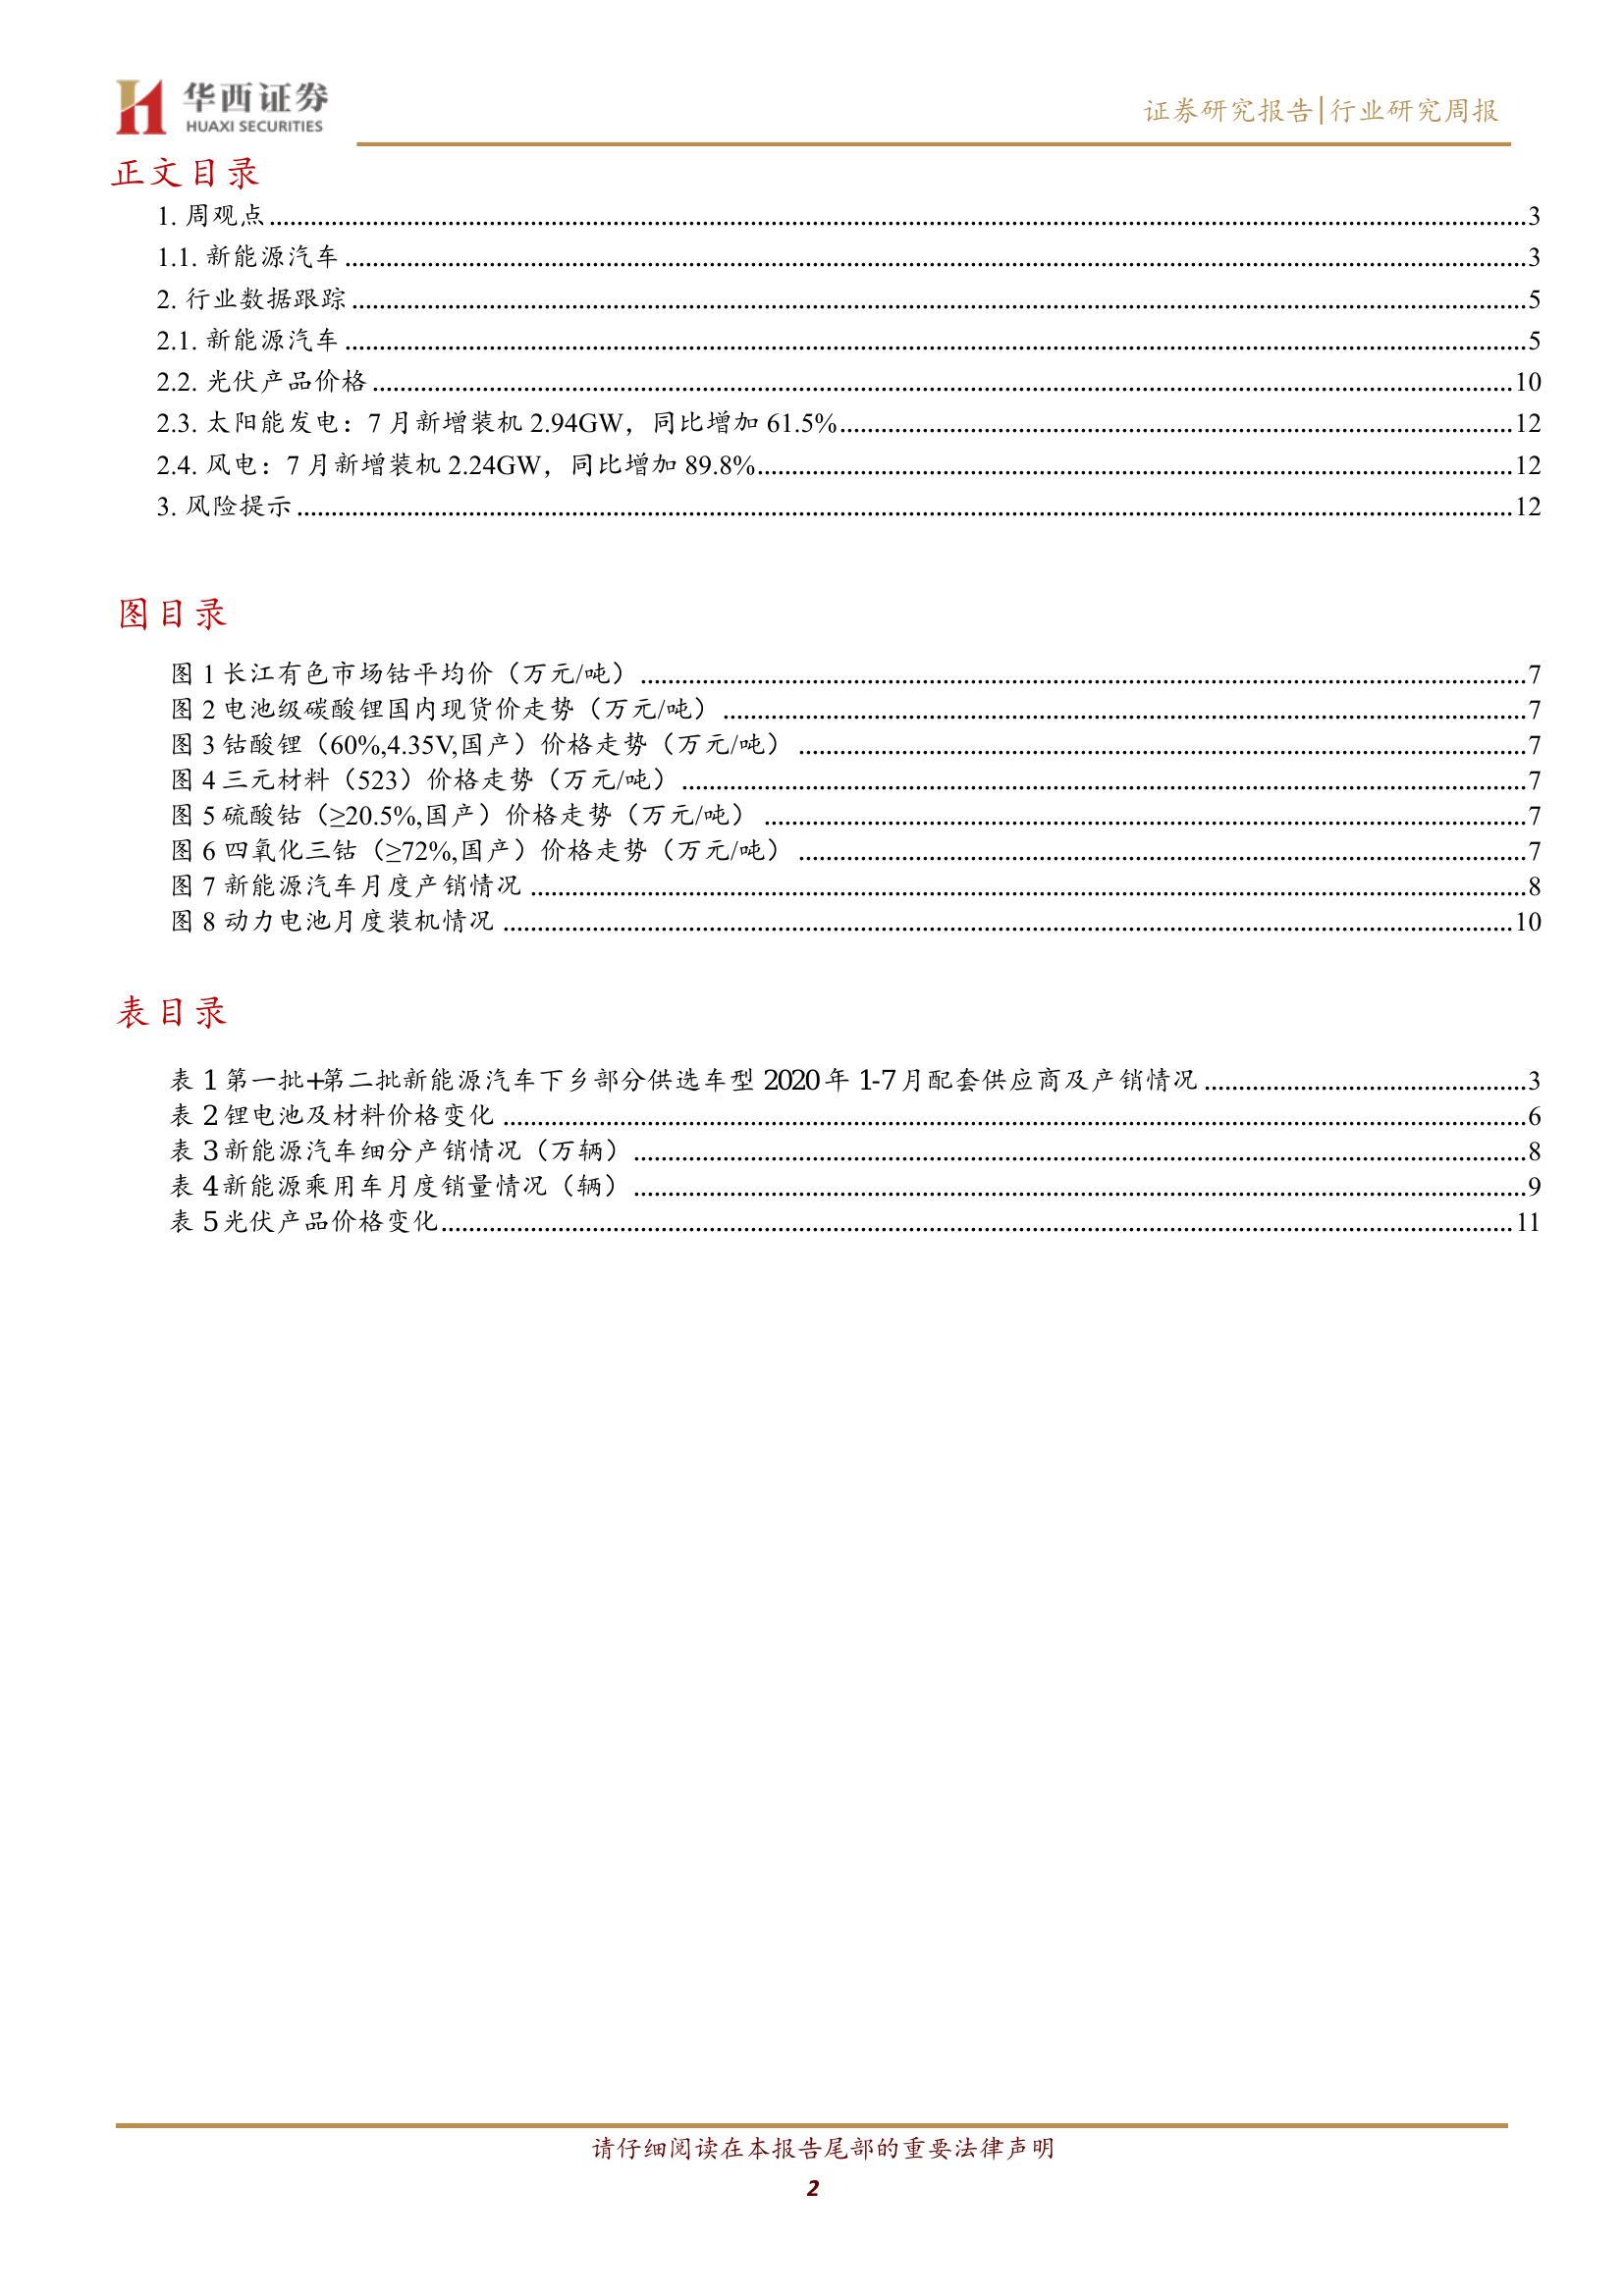 华西证券
HUAXI SECURITIES
证券研究报告|行业研究周报
正文目录
1. 周观点 3
1.1. 新能源汽车 3
2. 行业数据跟踪 5
2.1. 新能源汽车 5
2.2. 光伏产品价格 10
2.3. 太阳能发电：7 月新增装机 2.94GW，同比增加 61.5% 12
2.4. 风电：7 月新增装机 2.24GW，同比增加 89.8% 12
3. 风险提示 12
图目录
图 1 长江有色市场钴平均价（万元/吨） 7
图 2 电池级碳酸锂国内现货价走势（万元/吨） 7
图 3 钴酸锂（60%,4.35V,国产）价格走势（万元/吨） 7
图 4 三元材料（523）价格走势（万元/吨） 7
图 5 硫酸钴（≥20.5%,国产）价格走势（万元/吨） 7
图 6 四氧化三钴（≥72%,国产）价格走势（万元/吨） 7
图 7 新能源汽车月度产销情况 8
图 8 动力电池月度装机情况 10
表目录
表 1 第一批+第二批新能源汽车下乡部分供选车型 2020 年 1-7 月配套供应商及产销情况 3
表 2 锂电池及材料价格变化 6
表 3 新能源汽车细分产销情况（万辆） 8
表 4 新能源乘用车月度销量情况（辆） 9
表 5 光伏产品价格变化 11
请仔细阅读在本报告尾部的重要法律声明
2